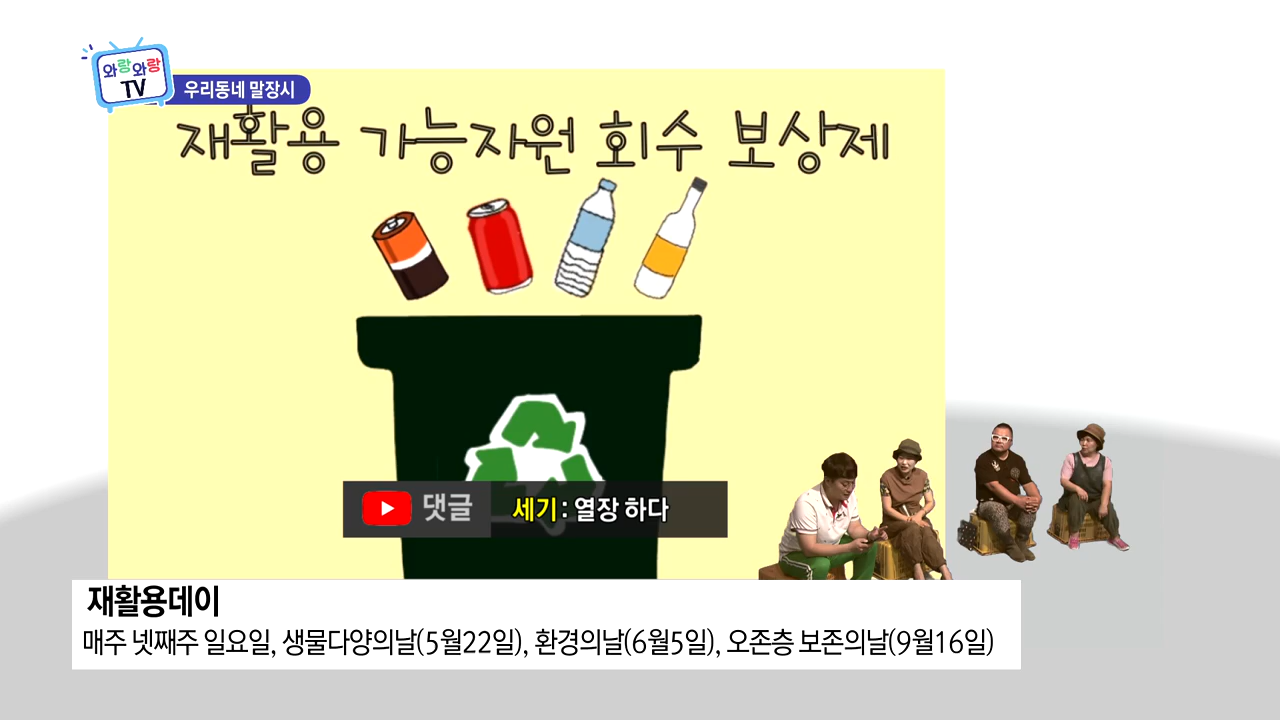 와랑와랑
TV
우리동네 말장시
재활용 가능자원 회수 보상제
댓글
세기 : 열장 하다
재활용데이
매주 넷째주 일요일, 생물다양의날(5월22일), 환경의날(6월5일), 오존층 보존의날(9월16일)